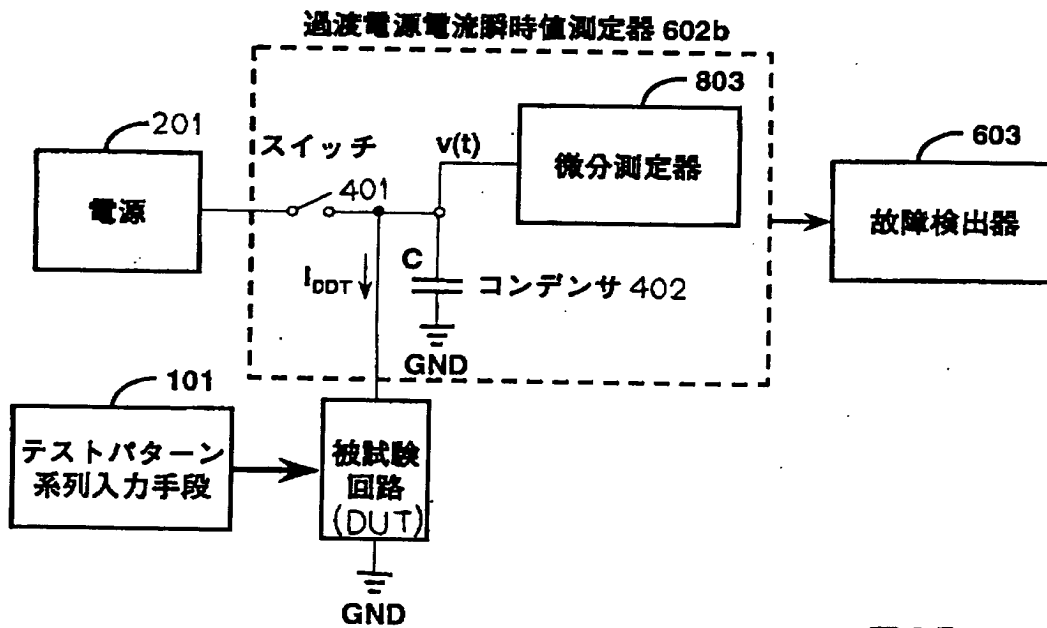 過渡電源電流瞬時値測定器 602b
803
201
スイッチ
v(t)
微分測定器
603
電源
401
故障検出器
IDDT
C
コンデンサ 402
GND
101
テストパターン
系列入力手段
被試験
回路
(DUT)
GND